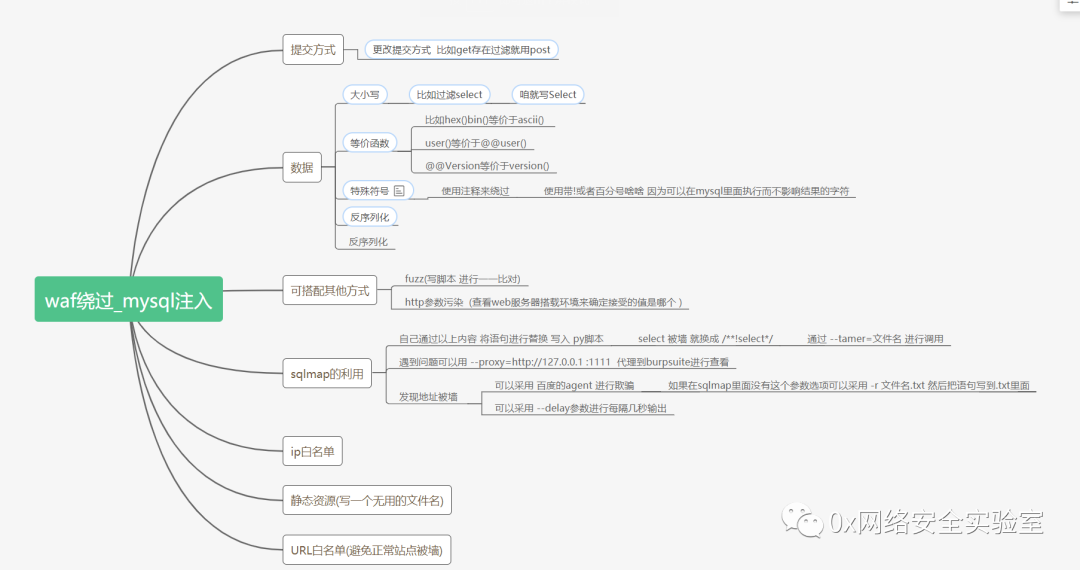 提交方式
更改提交方式 比如get存在过滤就用post
大小写
比如过滤select
咱就写Select
等价函数
比如hex()bin()等价于ascii()
user()等价于@@user()
@@Version等价于version()
数据
特殊符号
使用注释来绕过
使用带!或者百分号啥啥 因为可以在mysql里面执行而不影响结果的字符
反序列化
反序列化
waf绕过_mysql注入
可搭配其他方式
fuzz(写脚本 进行一一比对)
http参数污染 (查看web服务器搭载环境来确定接受的值是哪个 )
sqlmap的利用
自己通过以上内容 将语句进行替换 写入 py脚本
select 被墙 就换成 /**!select*/
通过 --tamer=文件名 进行调用
遇到问题可以用 --proxy=http://127.0.0.1 :1111 代理到burpsuite进行查看
发现地址被墙
可以采用 百度的agent 进行欺骗
如果在sqlmap里面没有这个参数选项可以采用 -r 文件名.txt 然后把语句写到.txt里面
可以采用 --delay参数进行每隔几秒输出
ip白名单
静态资源(写一个无用的文件名)
URL白名单(避免正常站点被墙)
0x网络安全实验室